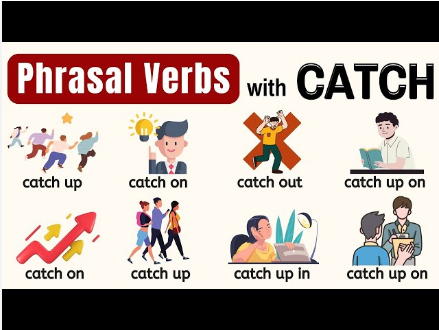 Phrasal Verbs with CATCH
catch up
catch on
catch out
catch up on
catch on
catch up
catch up in
catch up on